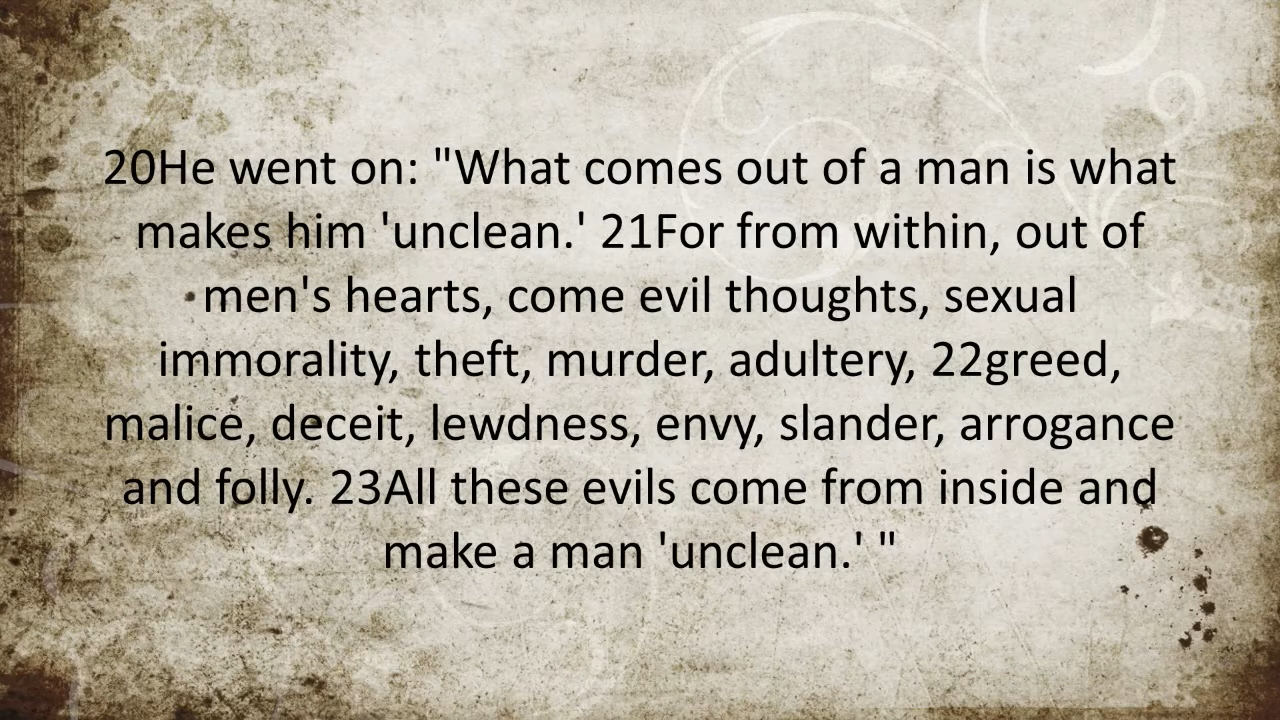 20He went on: "What comes out of a man is what
makes him 'unclean.' 21For from within, out of
men's hearts, come evil thoughts, sexual
immorality, theft, murder, adultery, 22greed,
malice, deceit, lewdness, envy, slander, arrogance
and folly. 23All these evils come from inside and
make a man 'unclean.' "